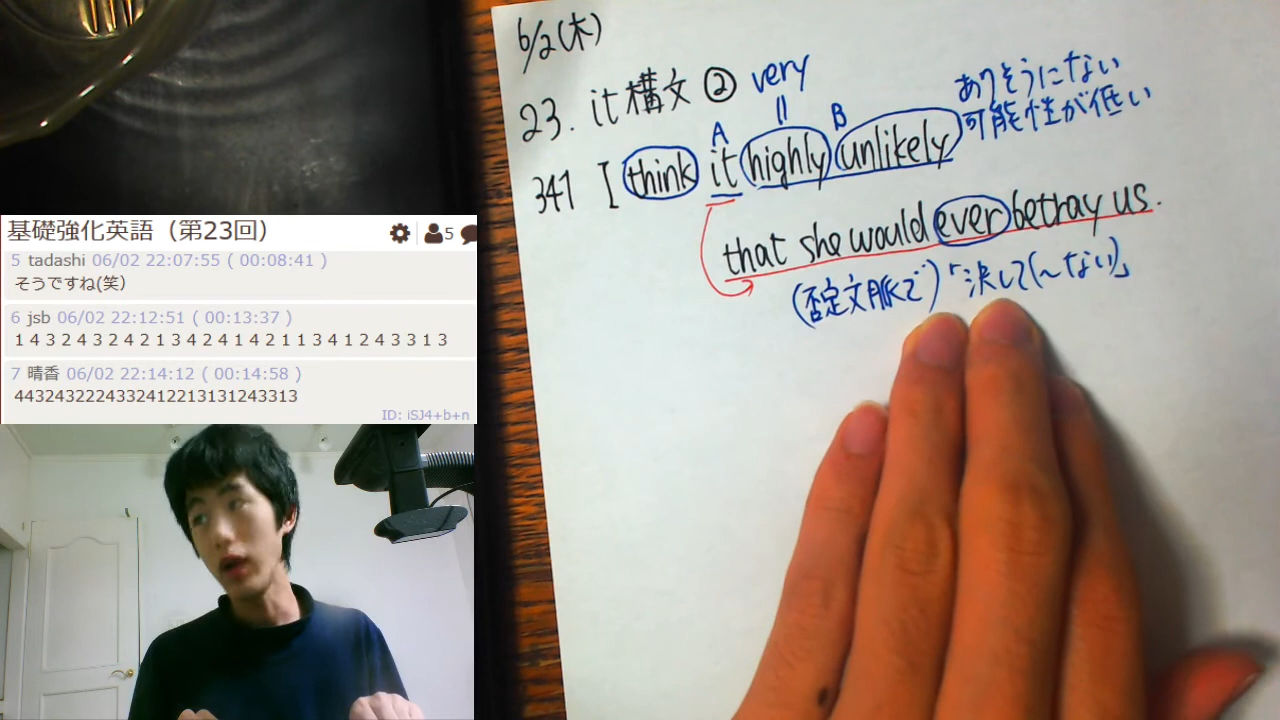 基礎強化英語（第23回）
5
5 tadashi 06/02 22:07:55 ( 00:08:41 )
そうですね(笑)
6 jsb 06/02 22:12:51 ( 00:13:37 )
1 4 3 2 4 3 2 4 2 1 3 4 2 4 1 4 2 1 1 3 4 1 2 4 3 3 1 3
7 晴香 06/02 22:14:12 ( 00:14:58 )
4432432224332412213131243313
ID: iSJ4+b+n
6/2(木)
23. it構文 ②
very
=
A
B
ありそうにない
可能性が低い
341 I think it highly unlikely
that she would ever betray us.
(否定文脈で)「決して(〜ない)」